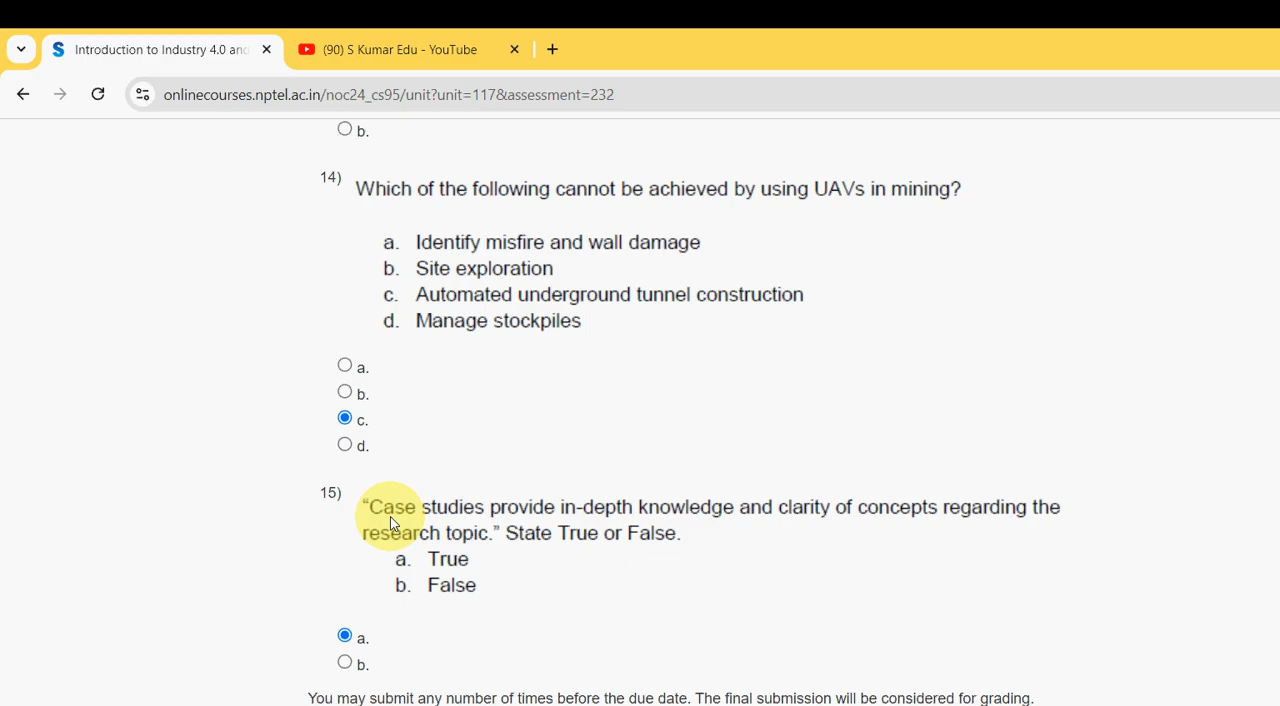 Introduction to Industry 4.0 and
(90) S Kumar Edu - YouTube
onlinecourses.nptel.ac.in/noc24_cs95/unit?unit=117&assessment=232
b.
14)
Which of the following cannot be achieved by using UAVs in mining?
a. Identify misfire and wall damage
b. Site exploration
c. Automated underground tunnel construction
d. Manage stockpiles
a.
b.
c.
d.
15)
"Case studies provide in-depth knowledge and clarity of concepts regarding the
research topic." State True or False.
a. True
b. False
a.
b.
You may submit any number of times before the due date. The final submission will be considered for grading.